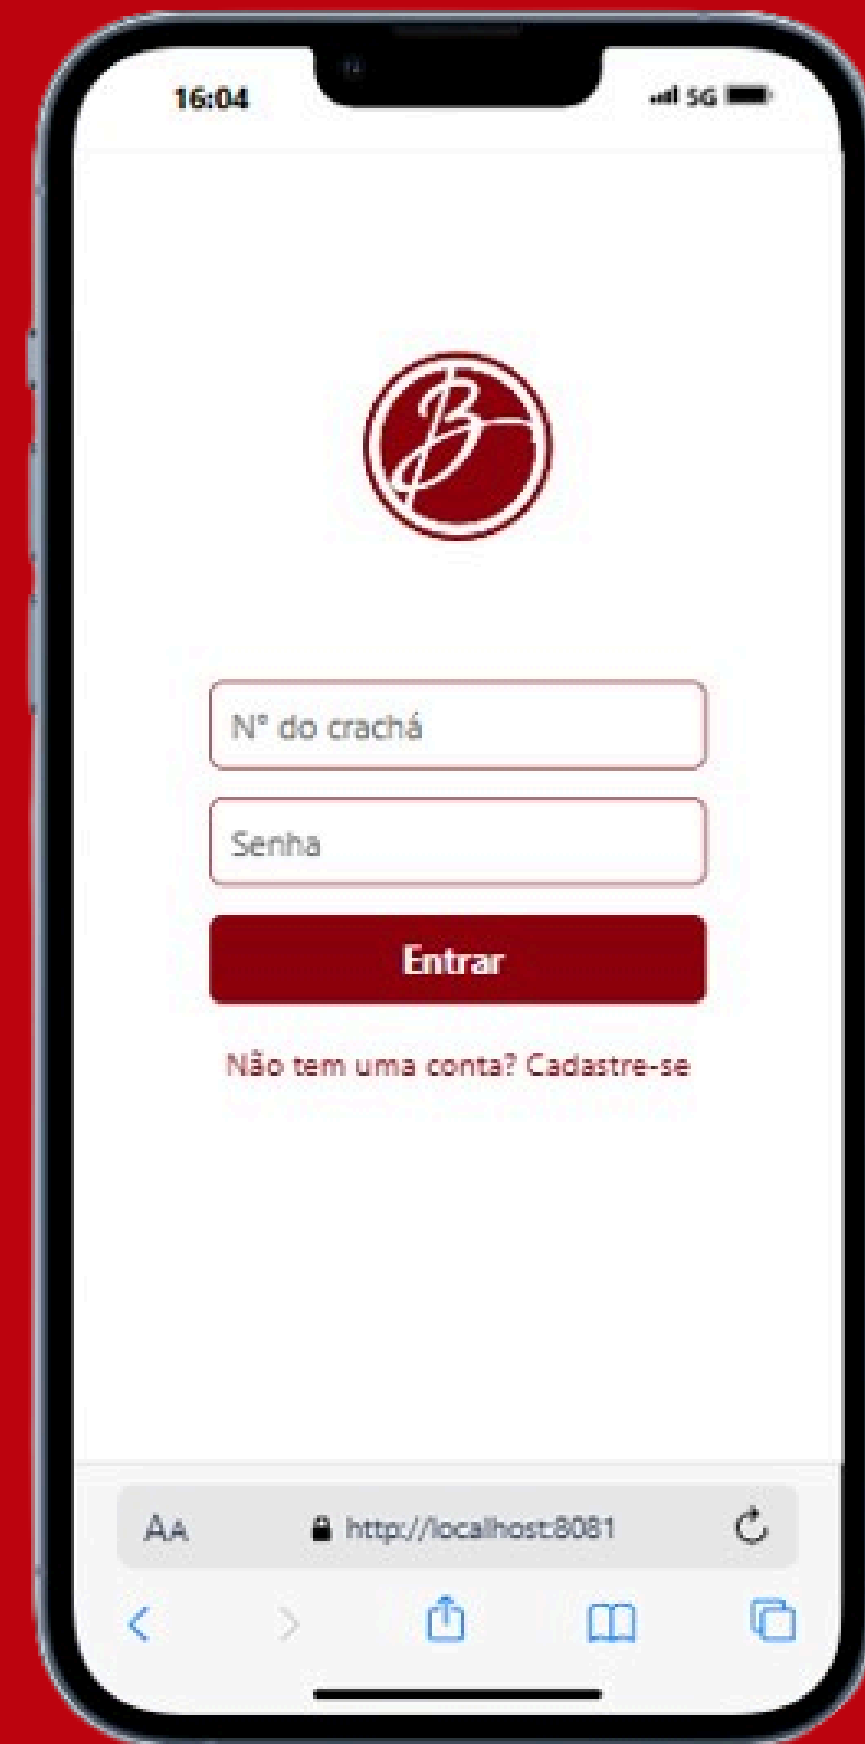 16:04
5G
B
N° do crachá
Senha
Entrar
Não tem uma conta? Cadastre-se
AA
http://localhost:8081